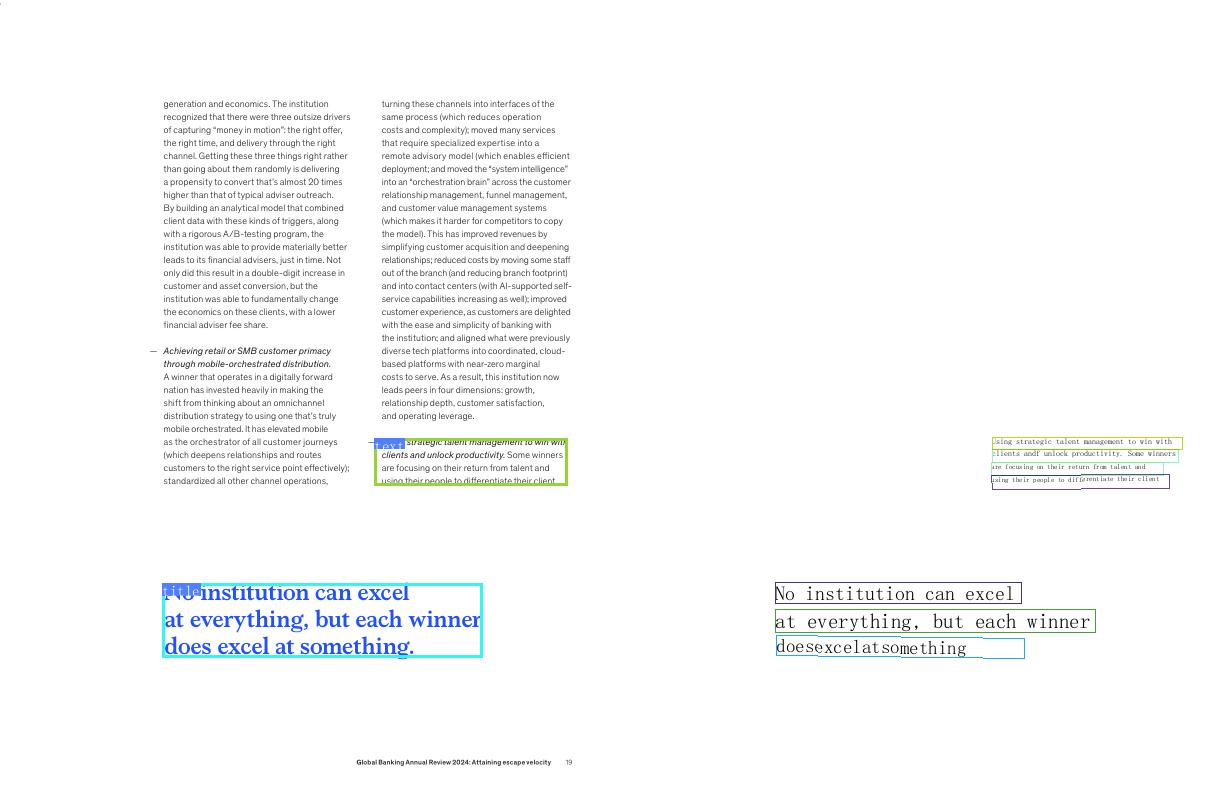 generation and economics. The institution
recognized that there were three outsize drivers
of capturing “money in motion”: the right offer,
the right time, and delivery through the right
channel. Getting these three things right rather
than going about them randomly is delivering
a propensity to convert that’s almost 20 times
higher than that of typical adviser outreach.
By building an analytical model that combined
client data with these kinds of triggers, along
with a rigorous A/B-testing program, the
institution was able to provide materially better
leads to its financial advisers, just in time. Not
only did this result in a double-digit increase in
customer and asset conversion, but the
institution was able to fundamentally change
the economics on these clients, with a lower
financial adviser fee share.
— Achieving retail or SMB customer primacy
through mobile-orchestrated distribution.
A winner that operates in a digitally forward
nation has invested heavily in making the
shift from thinking about an omnichannel
distribution strategy to using one that’s truly
mobile orchestrated. It has elevated mobile
as the orchestrator of all customer journeys
(which deepens relationships and routes
customers to the right service point effectively);
standardized all other channel operations,
turning these channels into interfaces of the
same process (which reduces operation
costs and complexity); moved many services
that require specialized expertise into a
remote advisory model (which enables efficient
deployment; and moved the “system intelligence”
into an “orchestration brain” across the customer
relationship management, funnel management,
and customer value management systems
(which makes it harder for competitors to copy
the model). This has improved revenues by
simplifying customer acquisition and deepening
relationships; reduced costs by moving some staff
out of the branch (and reducing branch footprint)
and into contact centers (with AI-supported self-
service capabilities increasing as well); improved
customer experience, as customers are delighted
with the ease and simplicity of banking with
the institution; and aligned what were previously
diverse tech platforms into coordinated, cloud-
based platforms with near-zero marginal
costs to serve. As a result, this institution now
leads peers in four dimensions: growth,
relationship depth, customer satisfaction,
and operating leverage.
— text strategic talent management to win with
clients and unlock productivity. Some winners
are focusing on their return from talent and
using their people to differentiate their client
title
No institution can excel
at everything, but each winner
does excel at something.
Global Banking Annual Review 2024: Attaining escape velocity 19
Using strategic talent management to win with
clients andf unlock productivity. Some winners
are focusing on their return from talent and
using their people to differentiate their client
No institution can excel
at everything, but each winner
doesexcelatsomething